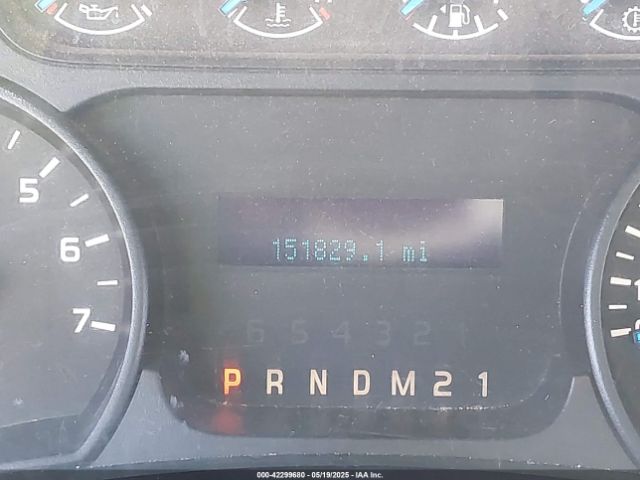 5
6
7
151829.1 mi
6 5 4 3 2 1
P R N D M 2 1
000-42299680 - 05/19/2025 - IAA Inc.